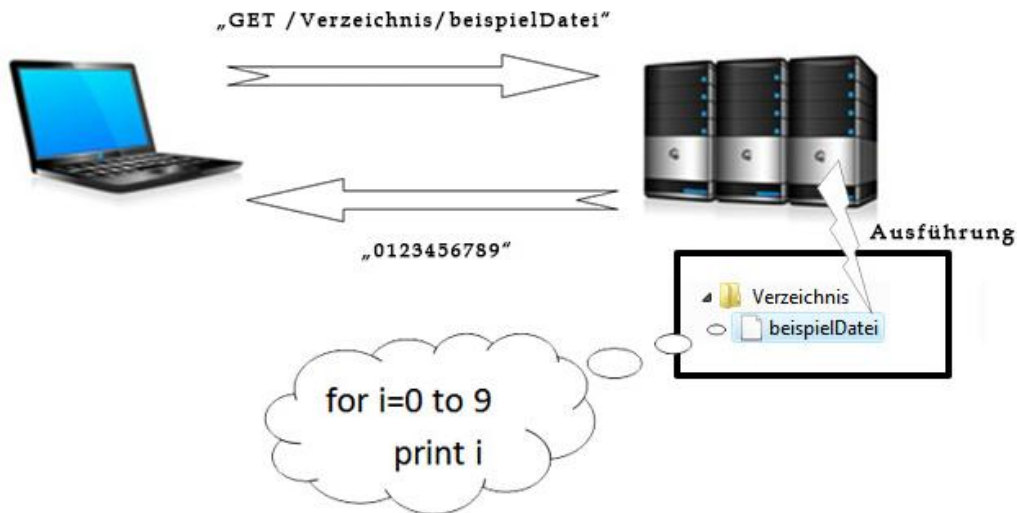 „GET /Verzeichnis/beispielDatei“
„0123456789“
Ausführung
Verzeichnis
beispielDatei
for i=0 to 9
print i